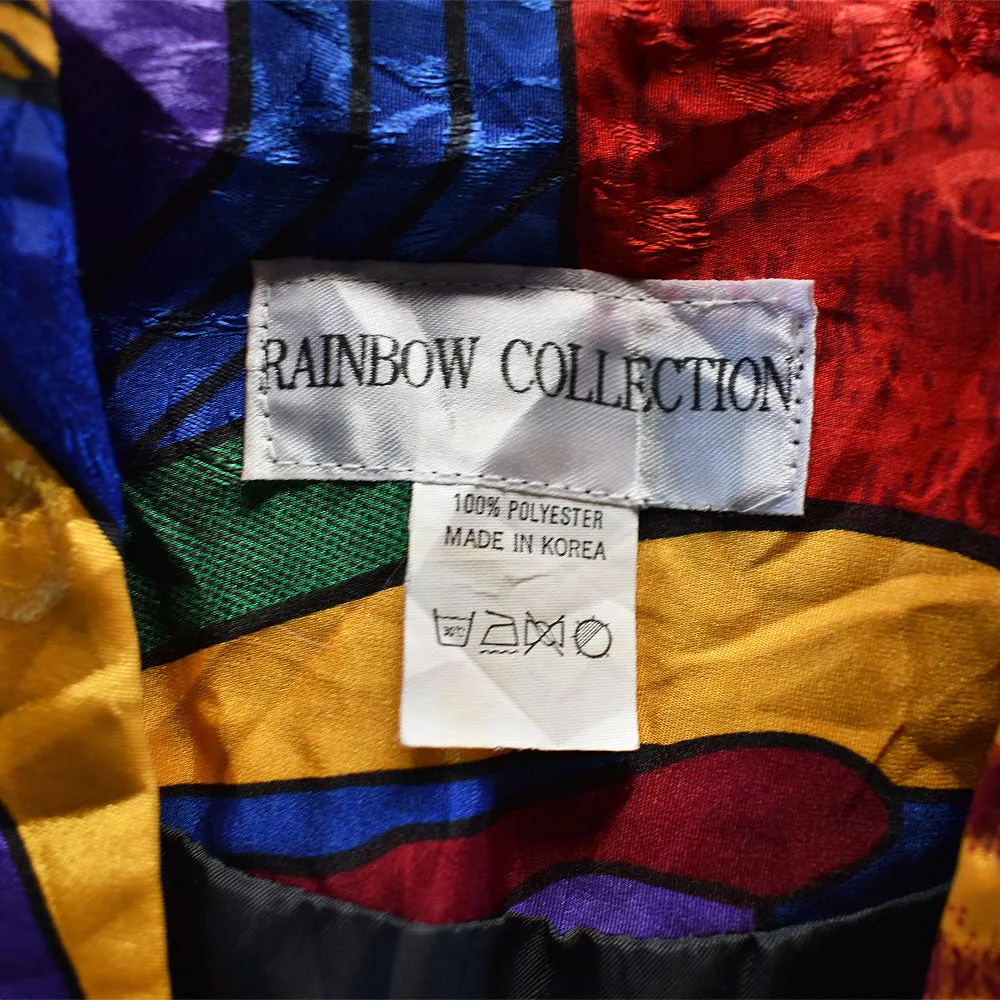 RAINBOW COLLECTION
100% POLYESTER
MADE IN KOREA